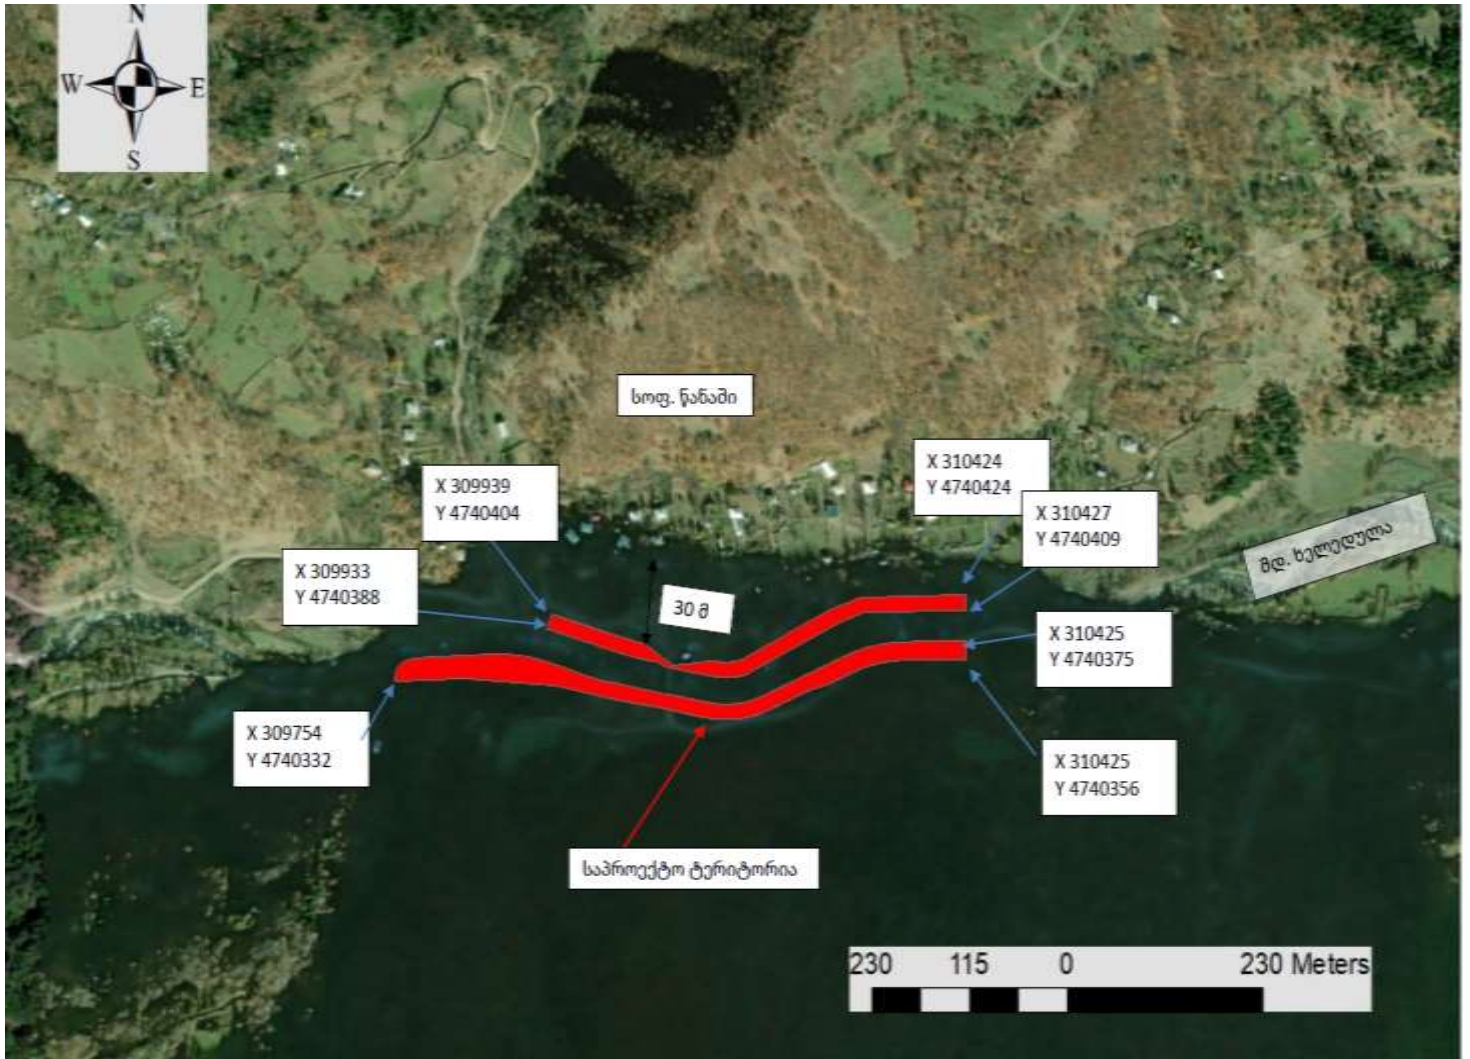 N
W E
S
სოფ. წანაში
X 310424
Y 4740424
X 309939
Y 4740404
X 310427
Y 4740409
მდ. ხელედულა
X 309933
Y 4740388
30 მ
X 310425
Y 4740375
X 309754
Y 4740332
X 310425
Y 4740356
საპროექტო ტერიტორია
230 115 0 230 Meters